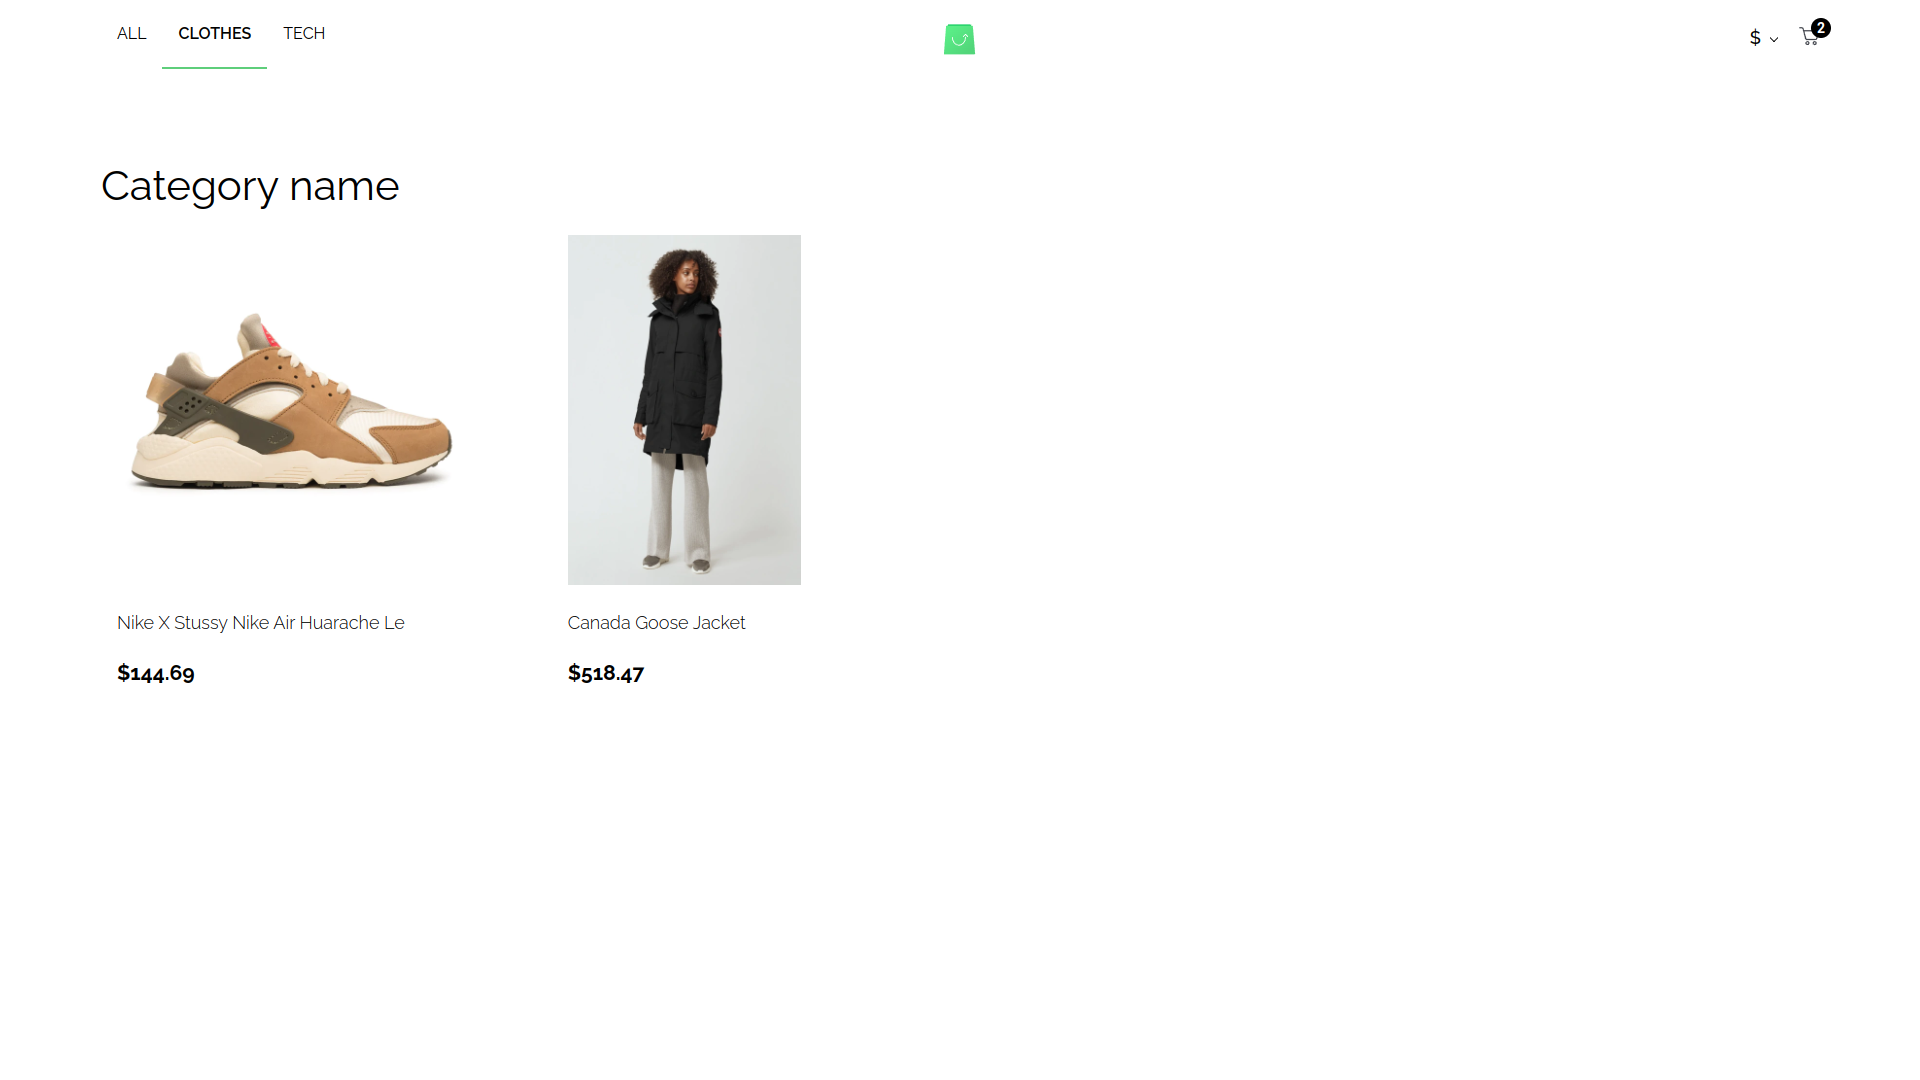 ALL CLOTHES TECH $ 2
Category name
Nike X Stussy Nike Air Huarache Le Canada Goose Jacket
$144.69 $518.47